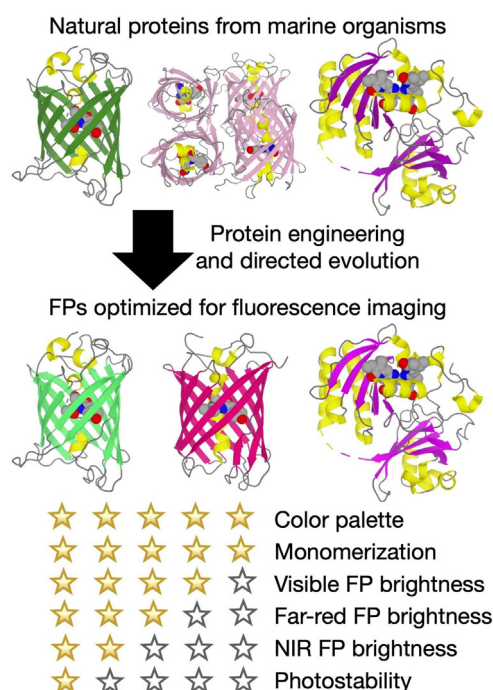 Natural proteins from marine organisms
Protein engineering
and directed evolution
FPs optimized for fluorescence imaging
Color palette
Monomerization
Visible FP brightness
Far-red FP brightness
NIR FP brightness
Photostability